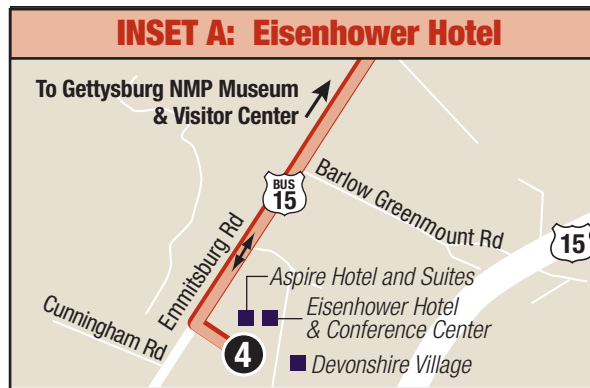 INSET A: Eisenhower Hotel
To Gettysburg NMP Museum
& Visitor Center
BUS
15
Barlow Greenmount Rd
15
Emmitsburg Rd
Aspire Hotel and Suites
Eisenhower Hotel
& Conference Center
Cunningham Rd
4
Devonshire Village